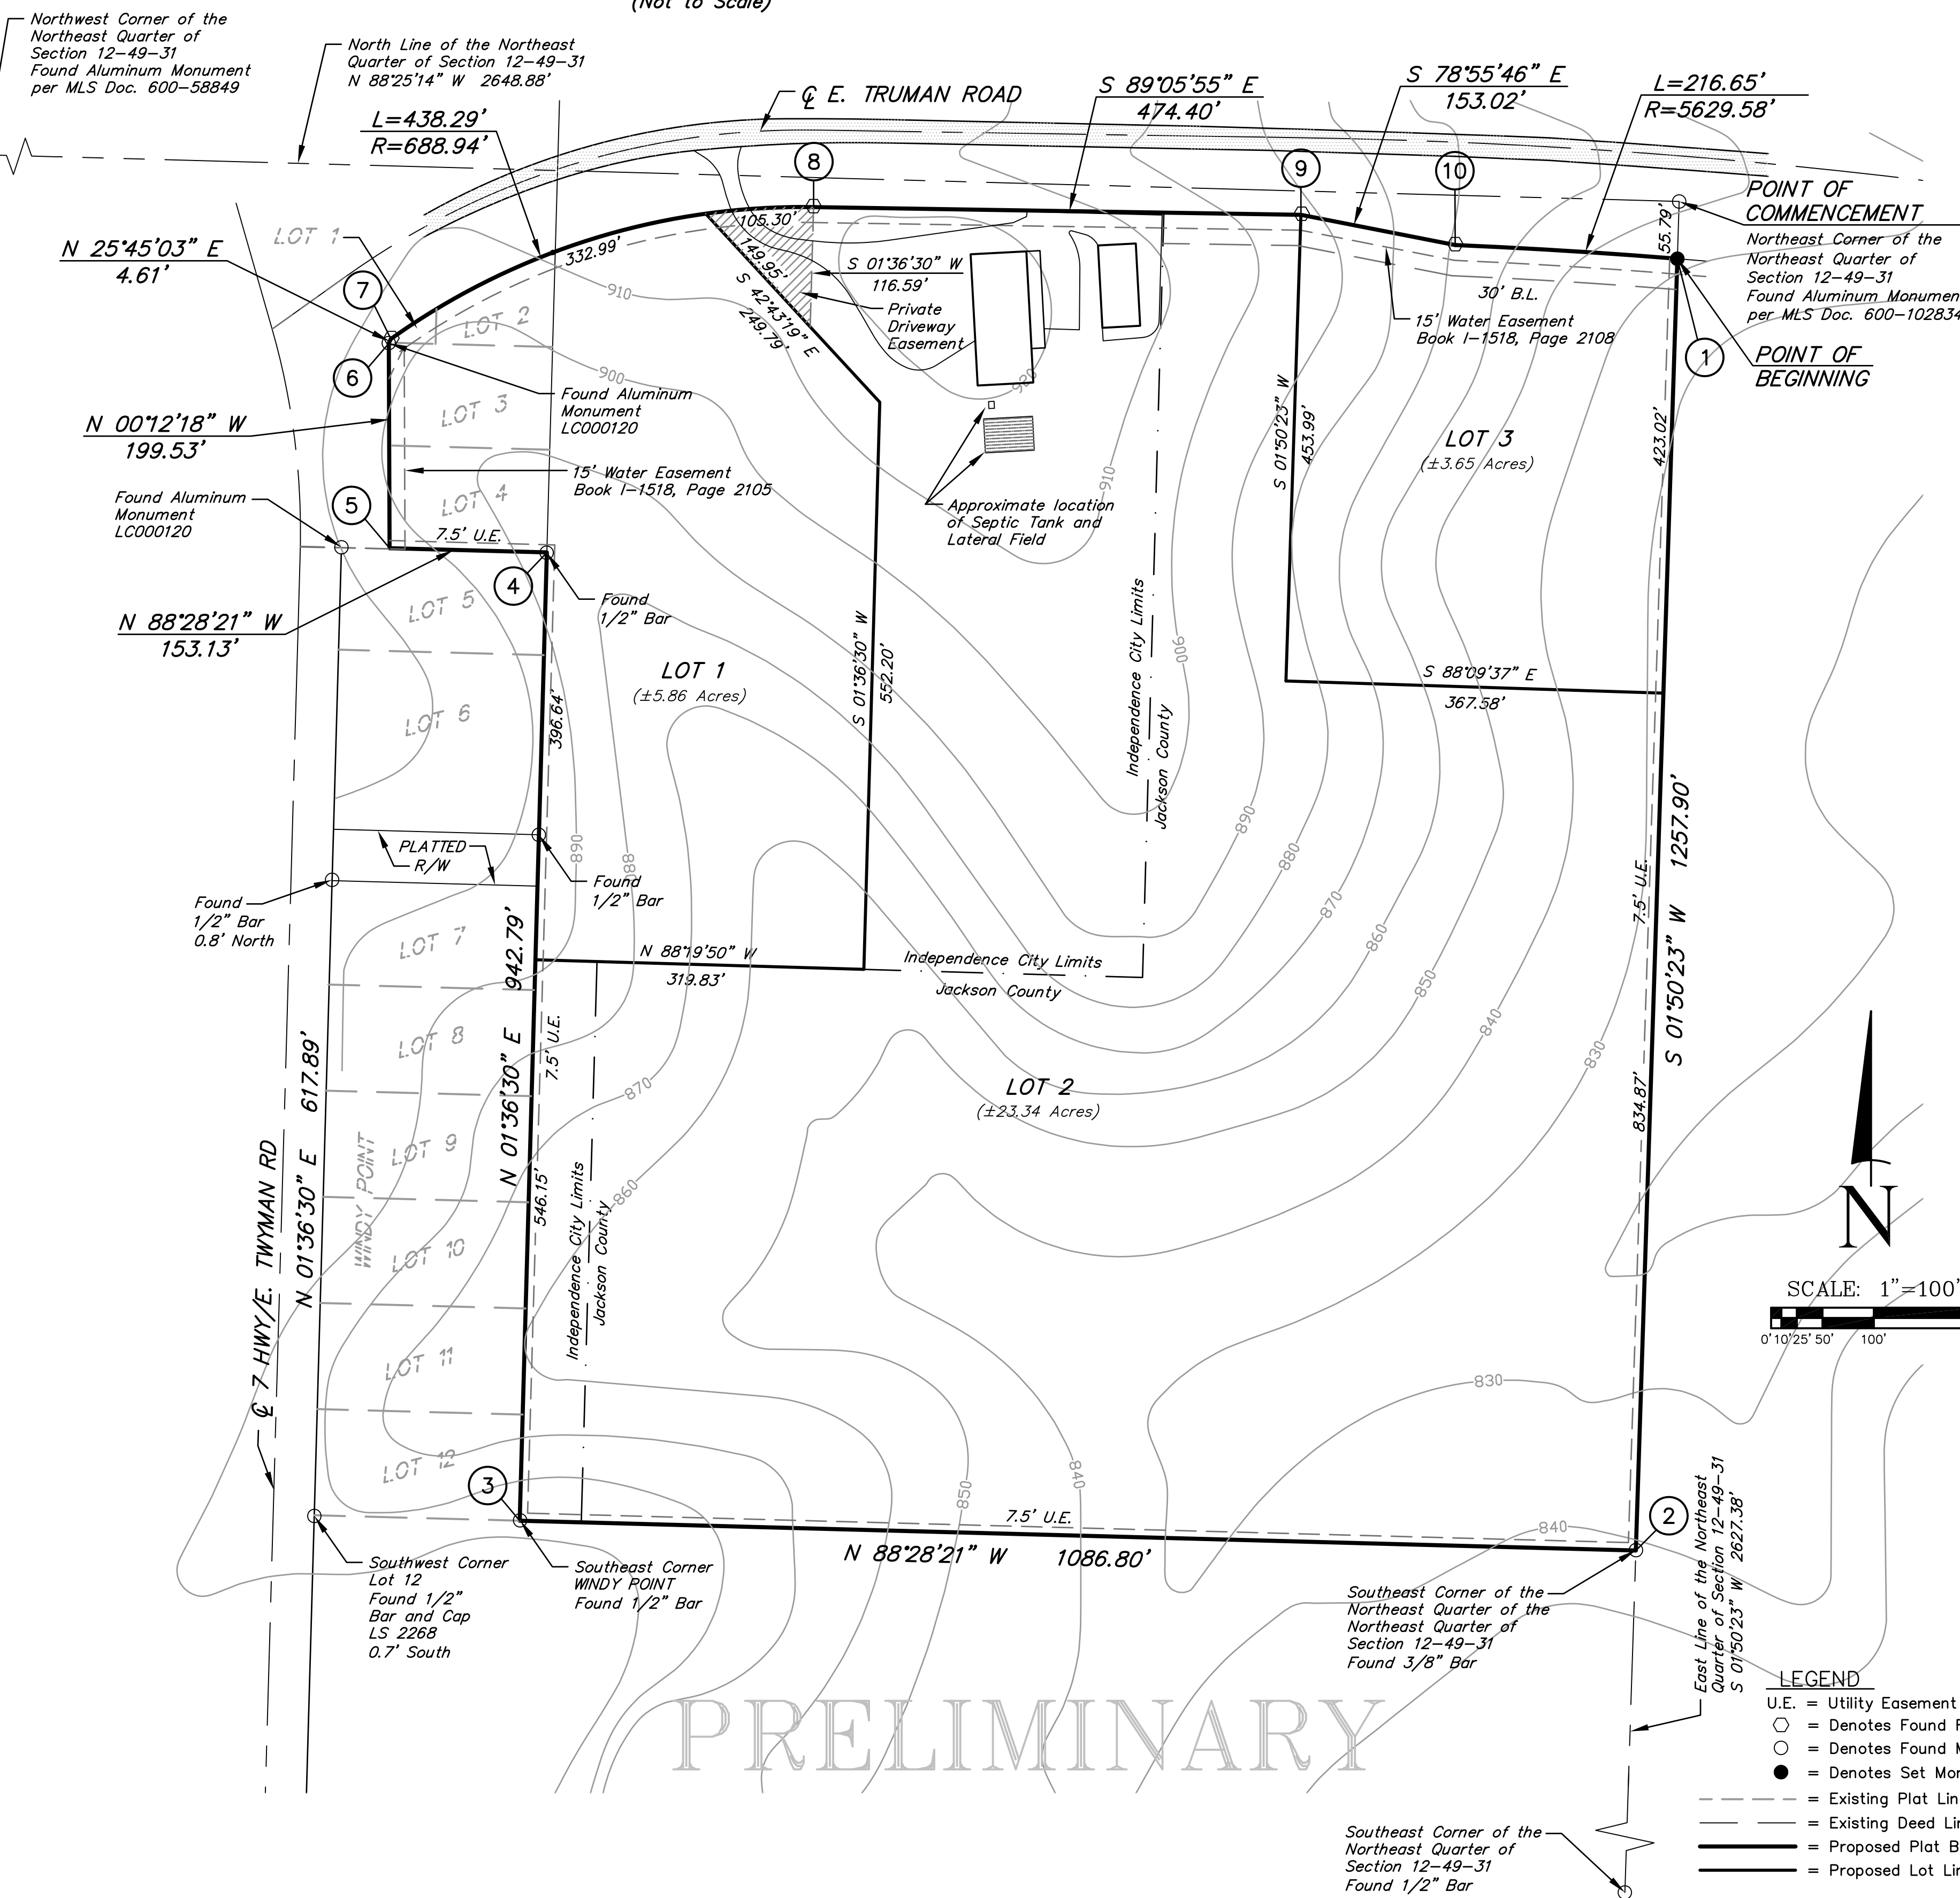 (Not to Scale)
Northwest Corner of the
Northeast Quarter of
Section 12-49-31
Found Aluminum Monument
per MLS Doc. 600-58849
North Line of the Northeast
Quarter of Section 12-49-31
N 88°25'14" W 2648.88'
L=438.29'
R=688.94'
℄ E. TRUMAN ROAD
S 89°05'55" E
474.40'
S 78°55'46" E
153.02'
L=216.65'
R=5629.58'
8
9
10
POINT OF
COMMENCEMENT
Northeast Corner of the
Northeast Quarter of
Section 12-49-31
Found Aluminum Monument
per MLS Doc. 600-102834
55.79'
1
POINT OF
BEGINNING
LOT 1
N 25°45'03" E
4.61'
7
6
332.99'
105.30'
149.95'
S 42°43'19" E
249.79'
S 01°36'30" W
116.59'
Private
Driveway
Easement
910
900
920
30' B.L.
15' Water Easement
Book I-1518, Page 2108
LOT 2
LOT 3
LOT 4
Found Aluminum
Monument
LC000120
N 00°12'18" W
199.53'
15' Water Easement
Book I-1518, Page 2105
Found Aluminum
Monument
LC000120
5
7.5' U.E.
4
Found
1/2" Bar
N 88°28'21" W
153.13'
Approximate location
of Septic Tank and
Lateral Field
910
900
S 01°50'23" W
453.99'
LOT 3
(±3.65 Acres)
423.02'
S 88°09'37" E
367.58'
LOT 5
LOT 6
396.64'
LOT 1
(±5.86 Acres)
S 01°36'30" W
552.20'
Independence City Limits
Jackson County
PLATTED
R/W
Found
1/2" Bar
Found
1/2" Bar
0.8' North
890
880
890
880
870
860
850
840
830
7.5' U.E.
S 01°50'23" W 1257.90'
834.87'
LOT 7
LOT 8
LOT 9
LOT 10
LOT 11
LOT 12
WINDY POINT
N 01°36'30" E 942.79'
N 88°19'50" W
319.83'
Independence City Limits
Jackson County
7.5' U.E.
870
860
546.15'
Independence City Limits
Jackson County
LOT 2
(±23.34 Acres)
℄ 7 HWY/E. TWYMAN RD
N 01°36'30" E 617.89'
N
SCALE: 1"=100'
0' 10' 25' 50' 100'
830
840
850
840
3
2
7.5' U.E.
N 88°28'21" W 1086.80'
Southwest Corner
Lot 12
Found 1/2"
Bar and Cap
LS 2268
0.7' South
Southeast Corner
WINDY POINT
Found 1/2" Bar
Southeast Corner of the
Northeast Quarter of the
Northeast Quarter of
Section 12-49-31
Found 3/8" Bar
East Line of the Northeast
Quarter of Section 12-49-31
S 01°50'23" W 2627.38'
PRELIMINARY
Southeast Corner of the
Northeast Quarter of
Section 12-49-31
Found 1/2" Bar
LEGEND
U.E. = Utility Easement
= Denotes Found
= Denotes Found
= Denotes Set
= Existing Plat
= Existing Deed
= Proposed Plat
= Proposed Lot